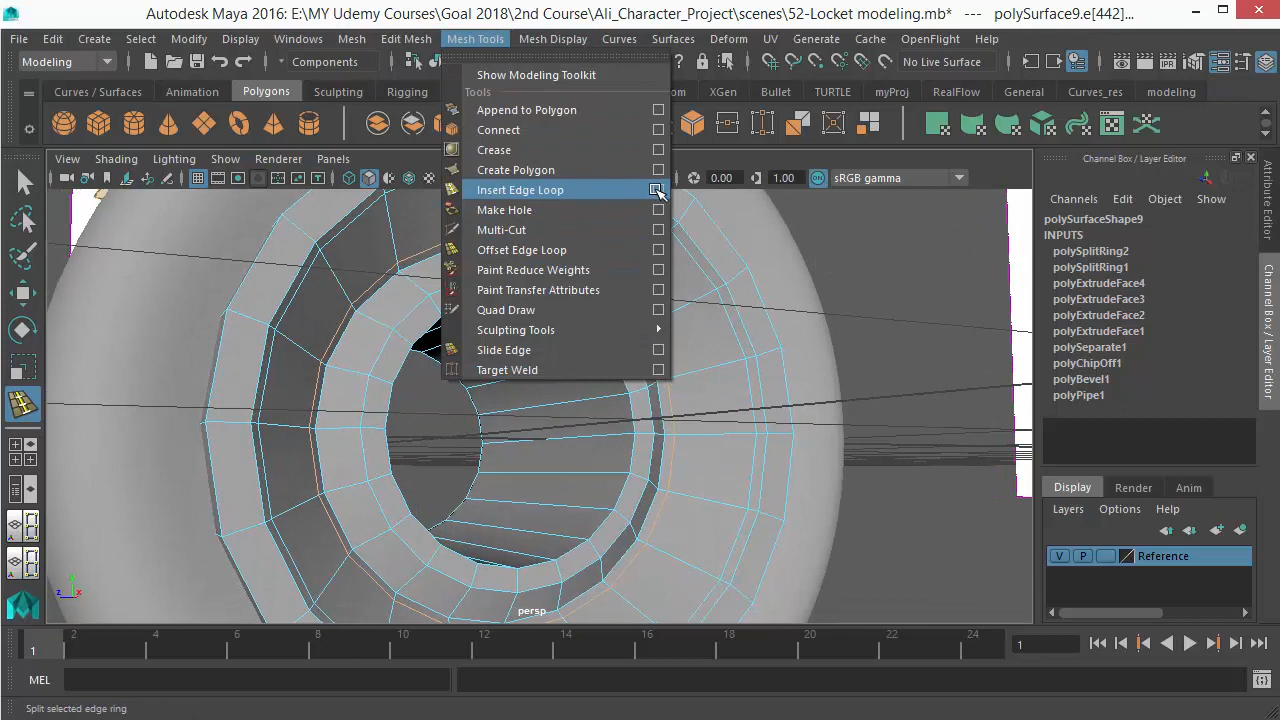 Autodesk Maya 2016: E:\MY Udemy Courses\Goal 2018\2nd Course\Ali_Character_Project\scenes\52-Locket modeling.mb* --- polySurface9.e[442]...
File Edit Create Select Modify Display Windows Mesh Edit Mesh Mesh Tools Mesh Display Curves Surfaces Deform UV Generate Cache OpenFlight Help
Modeling Components No Live Surface
Show Modeling Toolkit
Tools
Append to Polygon
Connect
Crease
Create Polygon
Insert Edge Loop
Make Hole
Multi-Cut
Offset Edge Loop
Paint Reduce Weights
Paint Transfer Attributes
Quad Draw
Sculpting Tools
Slide Edge
Target Weld
Curves / Surfaces Animation Polygons Sculpting Rigging om XGen Bullet TURTLE myProj RealFlow General Curves_res modeling
View Shading Lighting Show Renderer Panels
0.00 1.00 ON sRGB gamma
Channel Box / Layer Editor
Channels Edit Object Show
polySurfaceShape9
INPUTS
polySplitRing2
polySplitRing1
polyExtrudeFace4
polyExtrudeFace3
polyExtrudeFace2
polyExtrudeFace1
polySeparate1
polyChipOff1
polyBevel1
polyPipe1
Attribute Editor
Channel Box / Layer Editor
Display Render Anim
Layers Options Help
V P Reference
z x
persp
2 4 6 8 10 12 14 16 18 20 22 24
1 1
MEL
Split selected edge ring